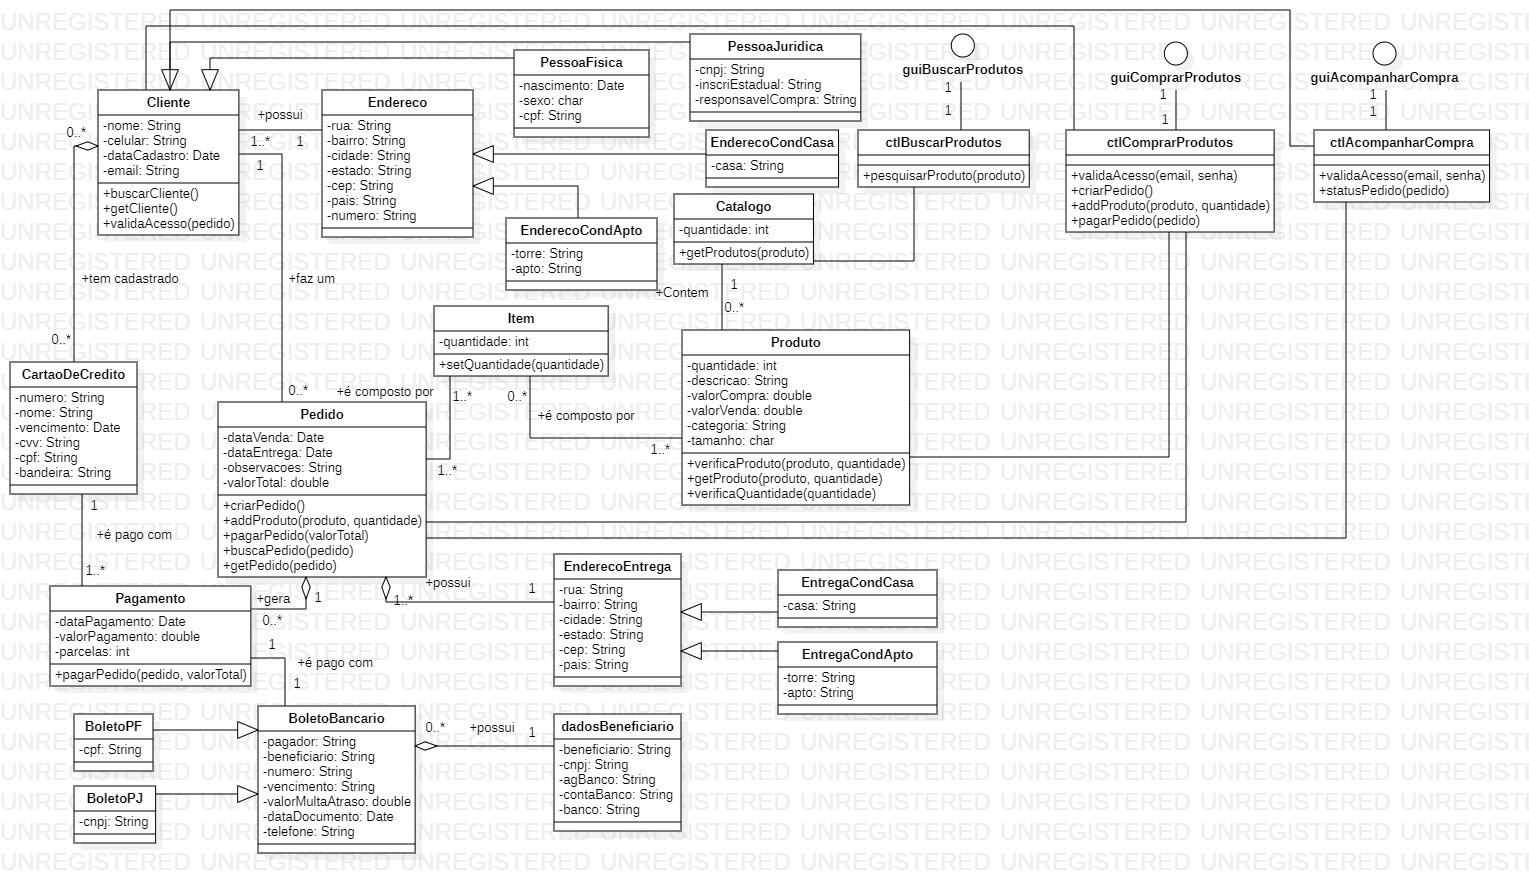 PessoaJuridica
-cnpj: String
-inscriEstadual: String
-responsavelCompra: String
guiBuscarProdutos
1
1
guiComprarProdutos
1
1
guiAcompanharCompra
1
1
PessoaFisica
-nascimento: Date
-sexo: char
-cpf: String
Cliente
-nome: String
-celular: String
-dataCadastro: Date
-email: String
+buscarCliente()
+getCliente()
+validaAcesso(pedido)
+possui
1..*
1
1
0..*
Endereco
-rua: String
-bairro: String
-cidade: String
-estado: String
-cep: String
-pais: String
-numero: String
EnderecoCondCasa
-casa: String
ctlBuscarProdutos
+pesquisarProduto(produto)
ctlComprarProdutos
+validaAcesso(email, senha)
+criarPedido()
+addProduto(produto, quantidade)
+pagarPedido(pedido)
ctlAcompanharCompra
+validaAcesso(email, senha)
+statusPedido(pedido)
Catalogo
-quantidade: int
+getProdutos(produto)
EnderecoCondApto
-torre: String
-apto: String
+tem cadastrado
+faz um
+Contem
1
0..*
Item
-quantidade: int
+setQuantidade(quantidade)
0..*
Produto
-quantidade: int
-descricao: String
-valorCompra: double
-valorVenda: double
-categoria: String
-tamanho: char
+verificaProduto(produto, quantidade)
+getProduto(produto, quantidade)
+verificaQuantidade(quantidade)
CartaoDeCredito
-numero: String
-nome: String
-vencimento: Date
-cvv: String
-cpf: String
-bandeira: String
0..*
+é composto por
1..*
0..*
+é composto por
1..*
1..*
Pedido
-dataVenda: Date
-dataEntrega: Date
-observacoes: String
-valorTotal: double
+criarPedido()
+addProduto(produto, quantidade)
+pagarPedido(valorTotal)
+buscaPedido(pedido)
+getPedido(pedido)
1
+é pago com
1..*
Pagamento
-dataPagamento: Date
-valorPagamento: double
-parcelas: int
+pagarPedido(pedido, valorTotal)
+gera
1
0..*
+possui
1..*
1
EnderecoEntrega
-rua: String
-bairro: String
-cidade: String
-estado: String
-cep: String
-pais: String
EntregaCondCasa
-casa: String
EntregaCondApto
-torre: String
-apto: String
1
+é pago com
1
BoletoPF
-cpf: String
BoletoPJ
-cnpj: String
BoletoBancario
-pagador: String
-beneficiario: String
-numero: String
-vencimento: String
-valorMultaAtraso: double
-dataDocumento: Date
-telefone: String
0..*
+possui
1
dadosBeneficiario
-beneficiario: String
-cnpj: String
-agBanco: String
-contaBanco: String
-banco: String